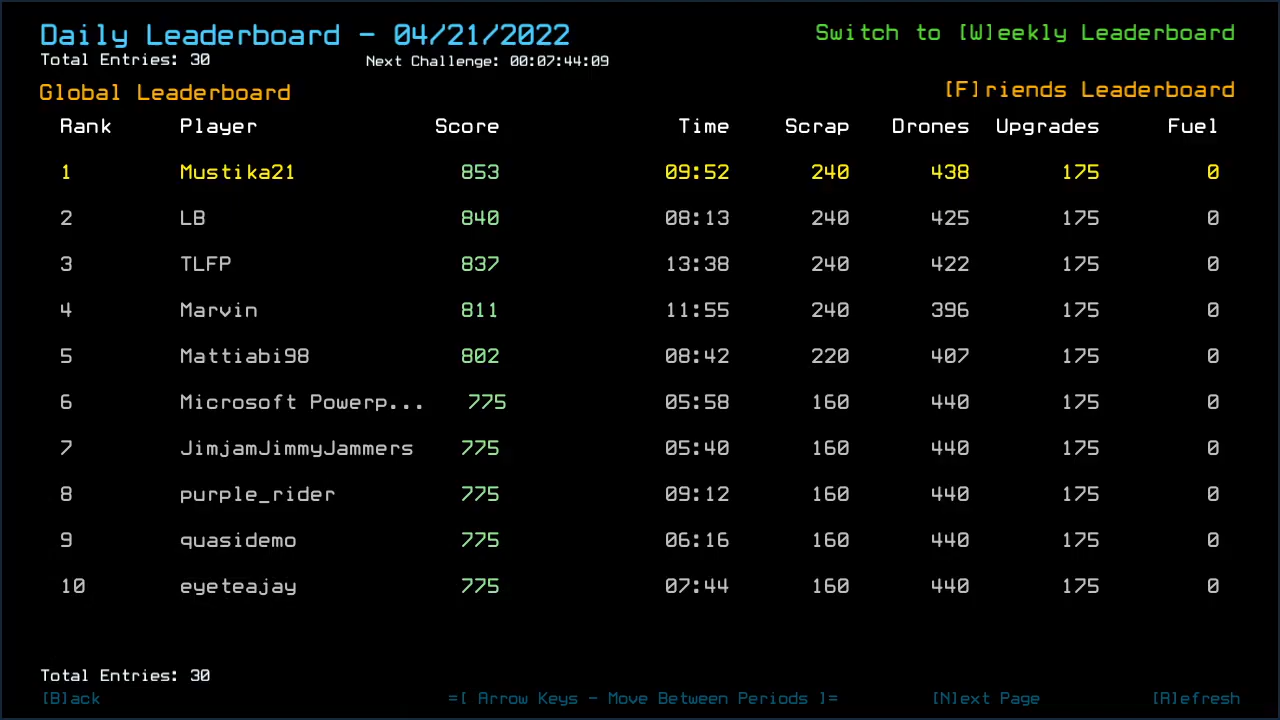 Daily Leaderboard - 04/21/2022
Switch to [W]eekly Leaderboard
Total Entries: 30
Next Challenge: 00:07:44:09
Global Leaderboard
[F]riends Leaderboard
Rank Player Score Time Scrap Drones Upgrades Fuel
1 Mustika21 853 09:52 240 438 175 0
2 LB 840 08:13 240 425 175 0
3 TLFP 837 13:38 240 422 175 0
4 Marvin 811 11:55 240 396 175 0
5 Mattiabi98 802 08:42 220 407 175 0
6 Microsoft Powerp... 775 05:58 160 440 175 0
7 JimjamJimmyJammers 775 05:40 160 440 175 0
8 purple_rider 775 09:12 160 440 175 0
9 quasidemo 775 06:16 160 440 175 0
10 eyeteajay 775 07:44 160 440 175 0
Total Entries: 30
[B]ack =[ Arrow Keys - Move Between Periods ]= [N]ext Page [R]efresh